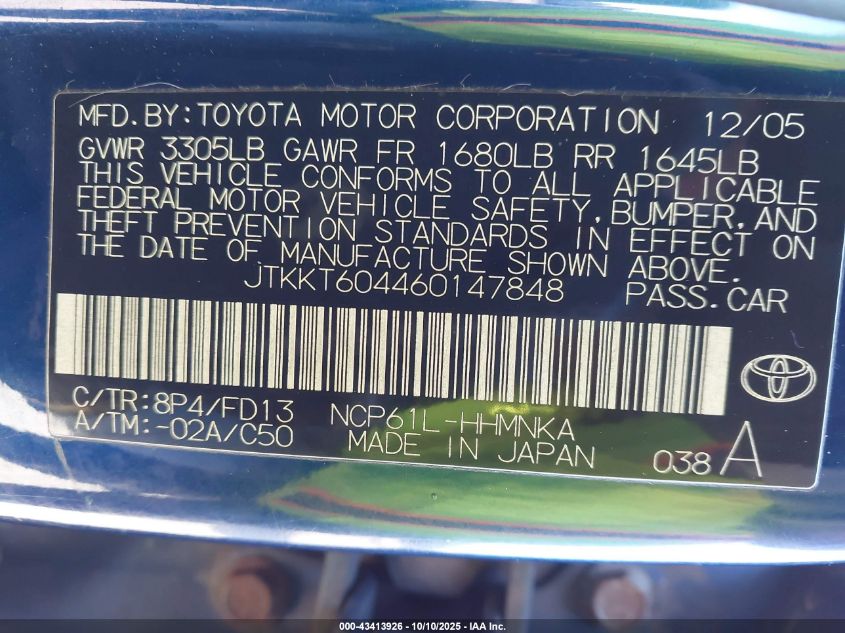 MFD.BY:TOYOTA MOTOR CORPORATION 12/05
GVWR 3305LB GAWR FR 1680LB RR 1645LB
THIS VEHICLE CONFORMS TO ALL APPLICABLE
FEDERAL MOTOR VEHICLE SAFETY, BUMPER, AND
THEFT PREVENTION STANDARDS IN EFFECT ON
THE DATE OF MANUFACTURE SHOWN ABOVE.
JTKKT604460147848 PASS.CAR
C/TR:8P4/FD13 NCP61L-HHMNKA
A/TM:-02A/C50 MADE IN JAPAN 038 A
000-43413926 - 10/10/2025 - IAA Inc.